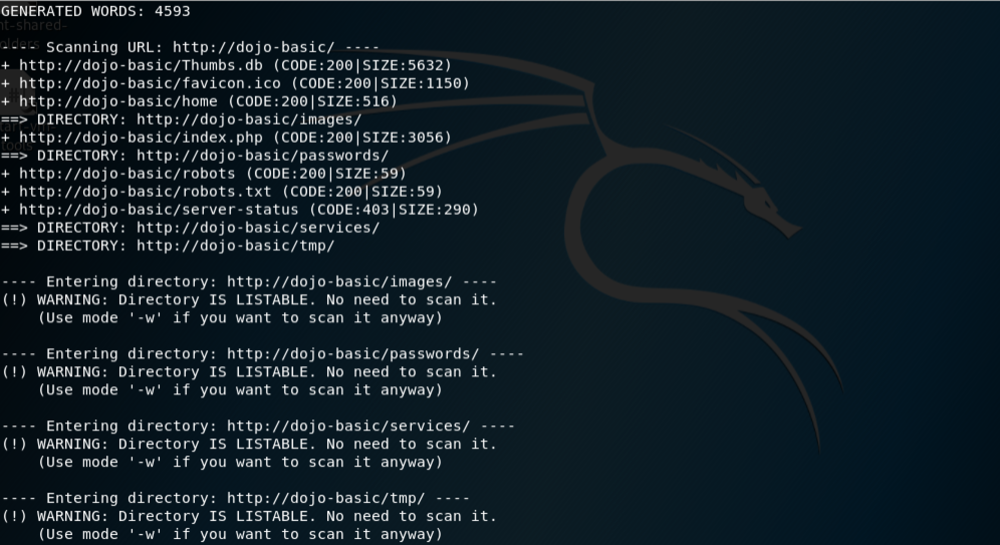 GENERATED WORDS: 4593
nt-shared-
olders
---- Scanning URL: http://dojo-basic/ ----
+ http://dojo-basic/Thumbs.db (CODE:200|SIZE:5632)
+ http://dojo-basic/favicon.ico (CODE:200|SIZE:1150)
+ http://dojo-basic/home (CODE:200|SIZE:516)
==> DIRECTORY: http://dojo-basic/images/
+ http://dojo-basic/index.php (CODE:200|SIZE:3056)
tools
==> DIRECTORY: http://dojo-basic/passwords/
+ http://dojo-basic/robots (CODE:200|SIZE:59)
+ http://dojo-basic/robots.txt (CODE:200|SIZE:59)
+ http://dojo-basic/server-status (CODE:403|SIZE:290)
==> DIRECTORY: http://dojo-basic/services/
==> DIRECTORY: http://dojo-basic/tmp/
---- Entering directory: http://dojo-basic/images/ ----
(!) WARNING: Directory IS LISTABLE. No need to scan it.
    (Use mode '-w' if you want to scan it anyway)
---- Entering directory: http://dojo-basic/passwords/ ----
(!) WARNING: Directory IS LISTABLE. No need to scan it.
    (Use mode '-w' if you want to scan it anyway)
---- Entering directory: http://dojo-basic/services/ ----
(!) WARNING: Directory IS LISTABLE. No need to scan it.
    (Use mode '-w' if you want to scan it anyway)
---- Entering directory: http://dojo-basic/tmp/ ----
(!) WARNING: Directory IS LISTABLE. No need to scan it.
    (Use mode '-w' if you want to scan it anyway)